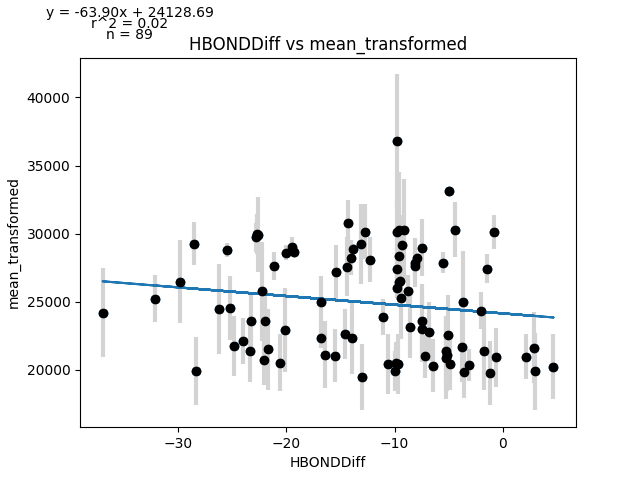 y = -63.90x + 24128.69
r^2 = 0.02
n = 89
HBONDDiff vs mean_transformed
mean_transformed
40000
35000
30000
25000
20000
−30
−20
−10
0
HBONDDiff